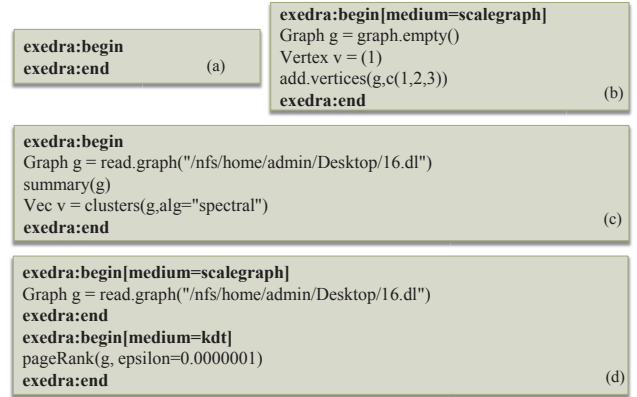 exedra:begin
exedra:end
(a)
exedra:begin[medium=scalegraph]
Graph g = graph.empty()
Vertex v = (1)
add.vertices(g,c(1,2,3))
exedra:end
(b)
exedra:begin
Graph g = read.graph("/nfs/home/admin/Desktop/16.dl")
summary(g)
Vec v = clusters(g,alg="spectral")
exedra:end
(c)
exedra:begin[medium=scalegraph]
Graph g = read.graph("/nfs/home/admin/Desktop/16.dl")
exedra:end
exedra:begin[medium=kdt]
pageRank(g, epsilon=0.0000001)
exedra:end
(d)